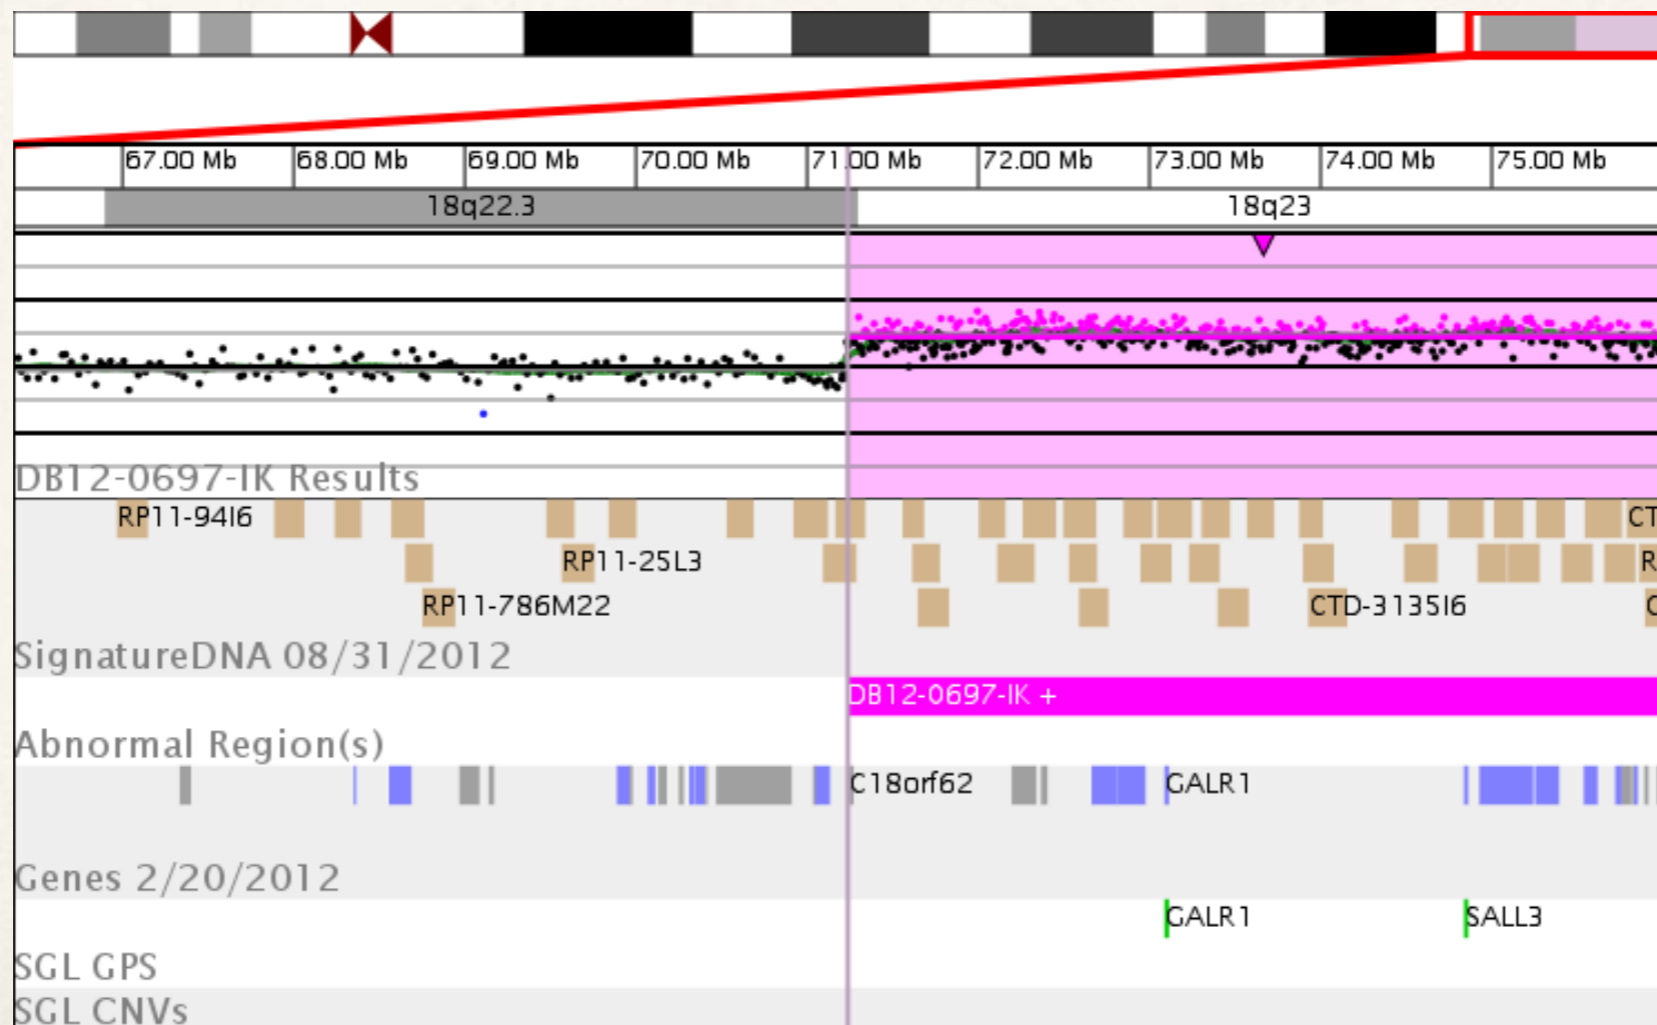 67.00 Mb 68.00 Mb 69.00 Mb 70.00 Mb 71.00 Mb 72.00 Mb 73.00 Mb 74.00 Mb 75.00 Mb
18q22.3 18q23
DB12-0697-IK Results
RP11-94I6 CT
RP11-25L3 R
RP11-786M22 CTD-3135I6
SignatureDNA 08/31/2012
DB12-0697-IK +
Abnormal Region(s)
C18orf62 GALR1
Genes 2/20/2012
GALR1 SALL3
SGL GPS
SGL CNVs